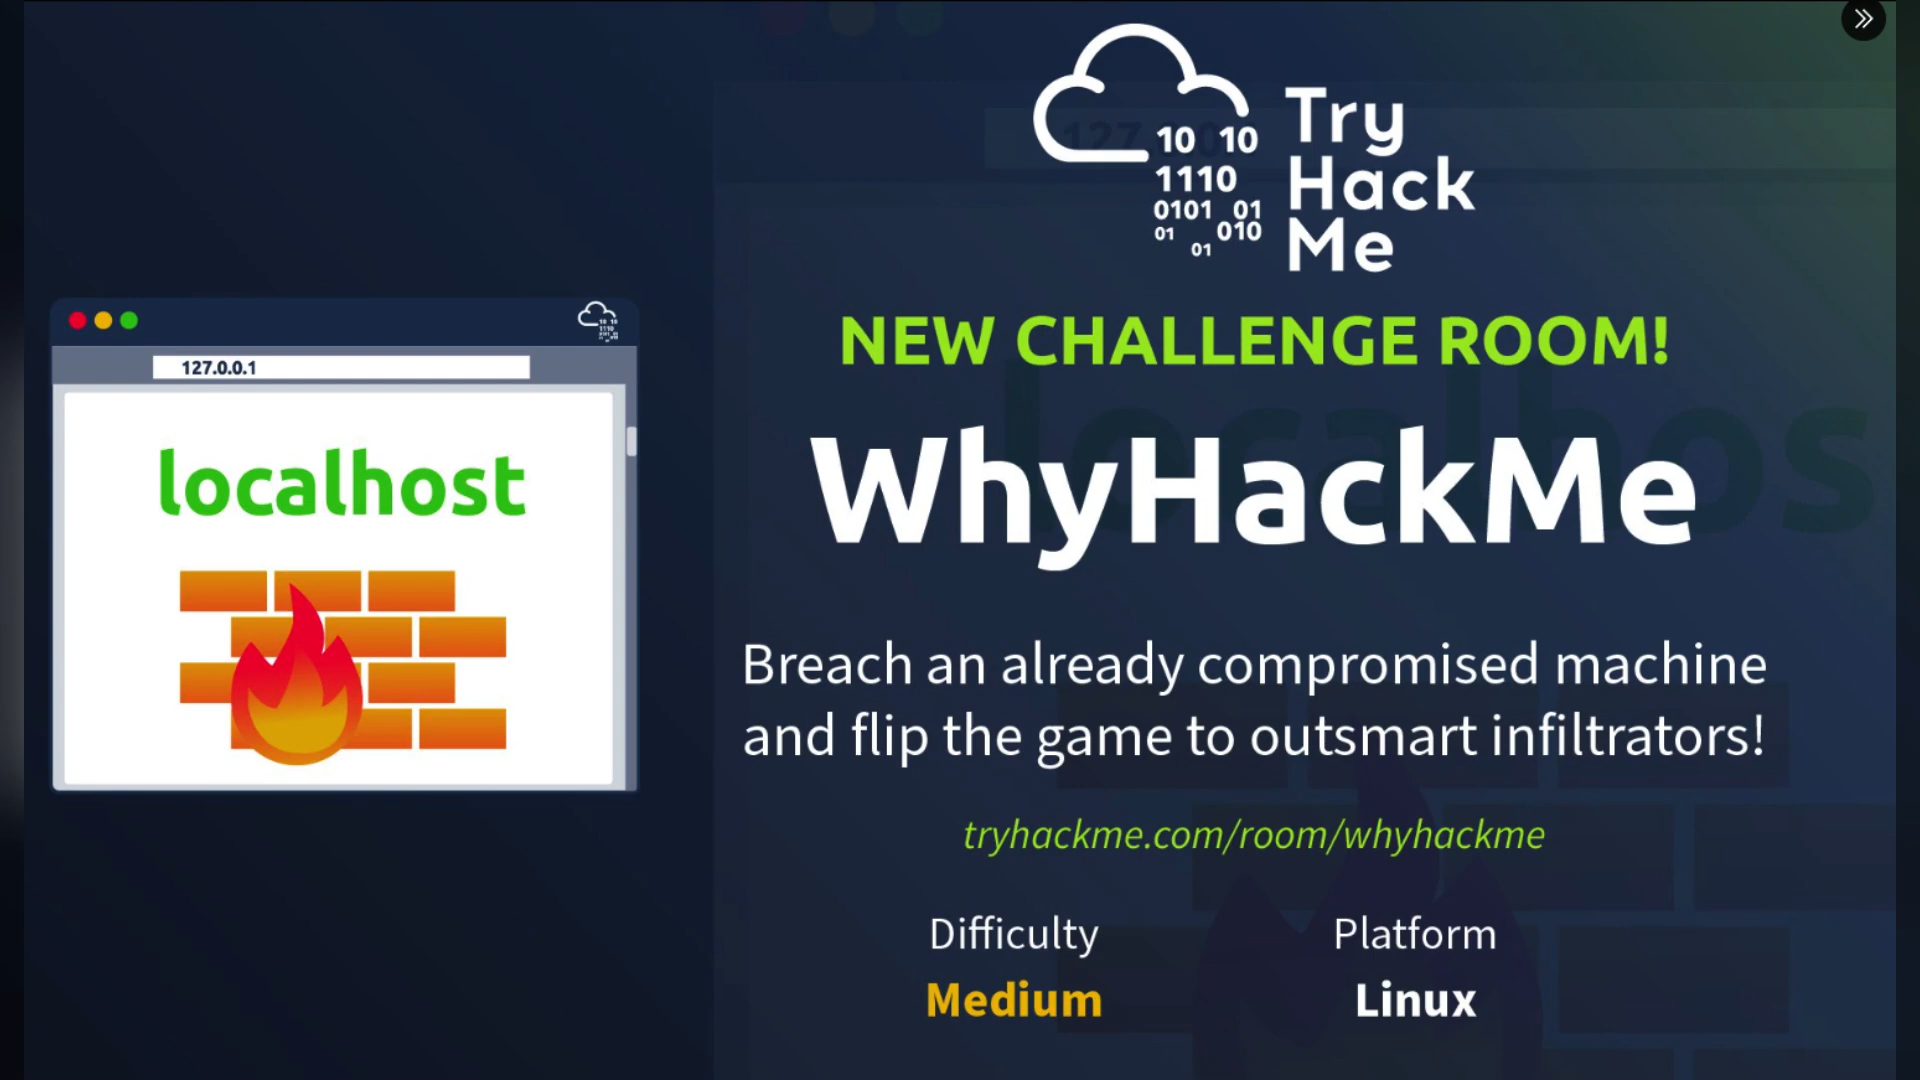 10 10
1110
0101 01
01 010
01
Try
Hack
Me
127.0.0.1
localhost
NEW CHALLENGE ROOM!
WhyHackMe
Breach an already compromised machine
and flip the game to outsmart infiltrators!
tryhackme.com/room/whyhackme
Difficulty
Platform
Medium
Linux